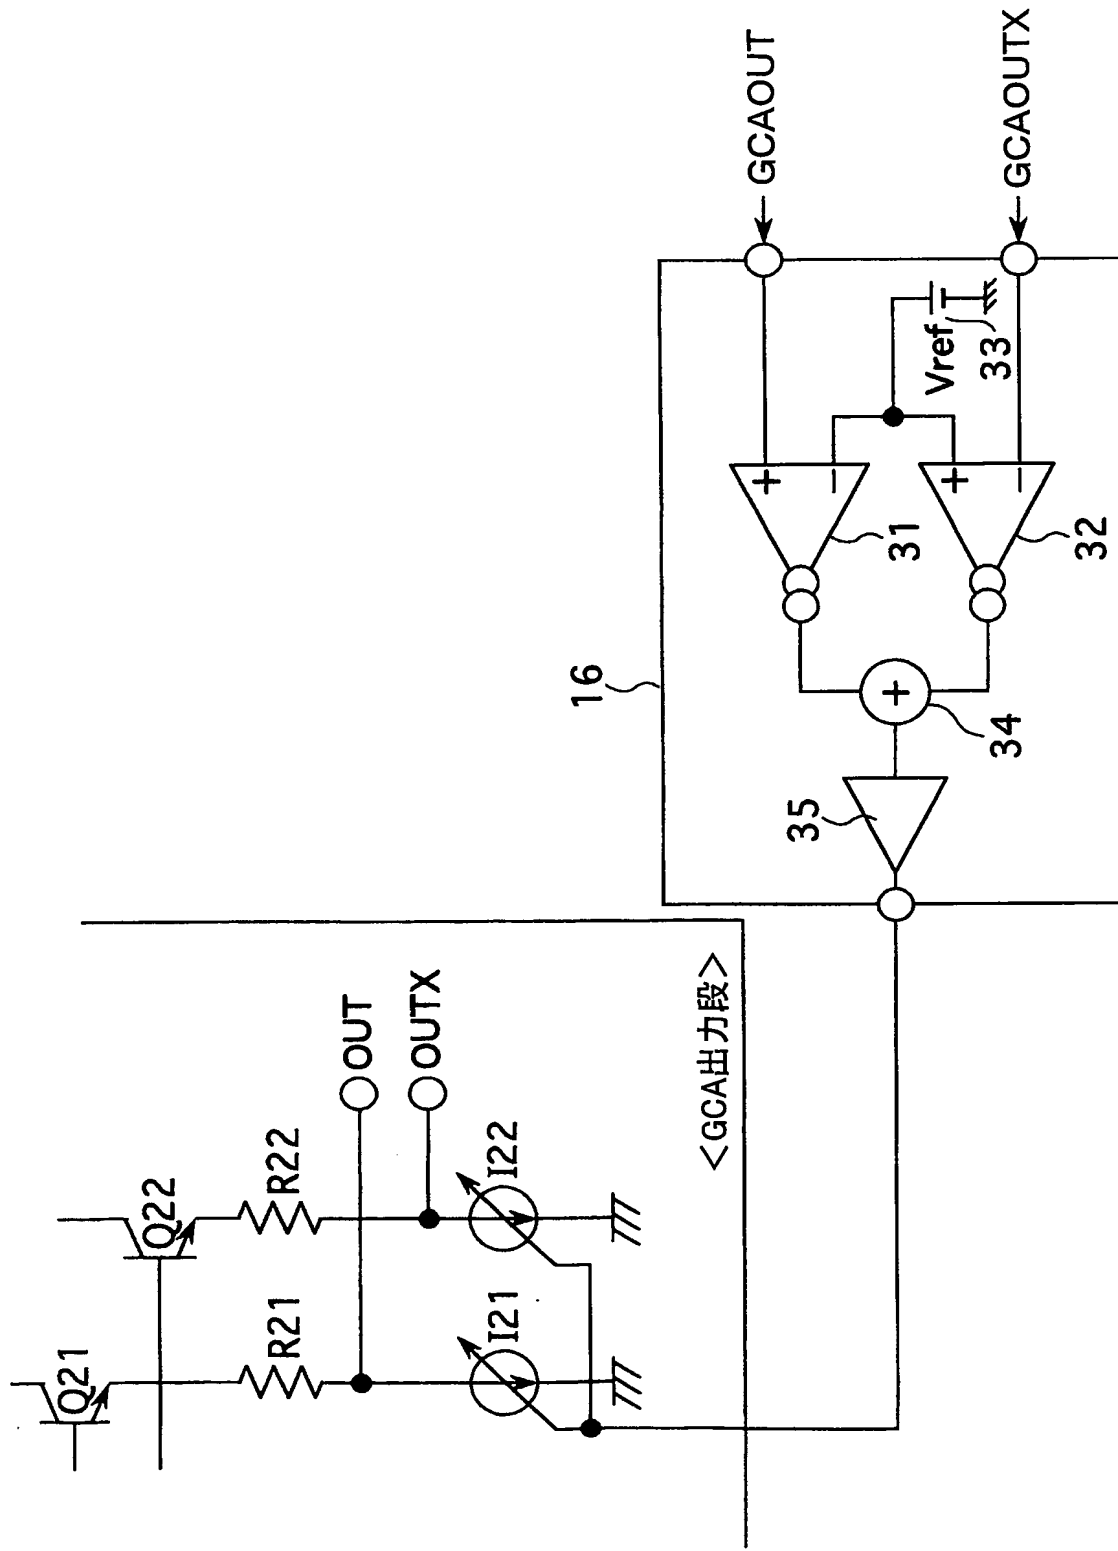 Q21
Q22
R21
R22
OUT
OUTX
I21
I22
<GCA出力段>
16
35
34
31
32
+
−
+
−
+
Vref
33
GCAOUT
GCAOUTX